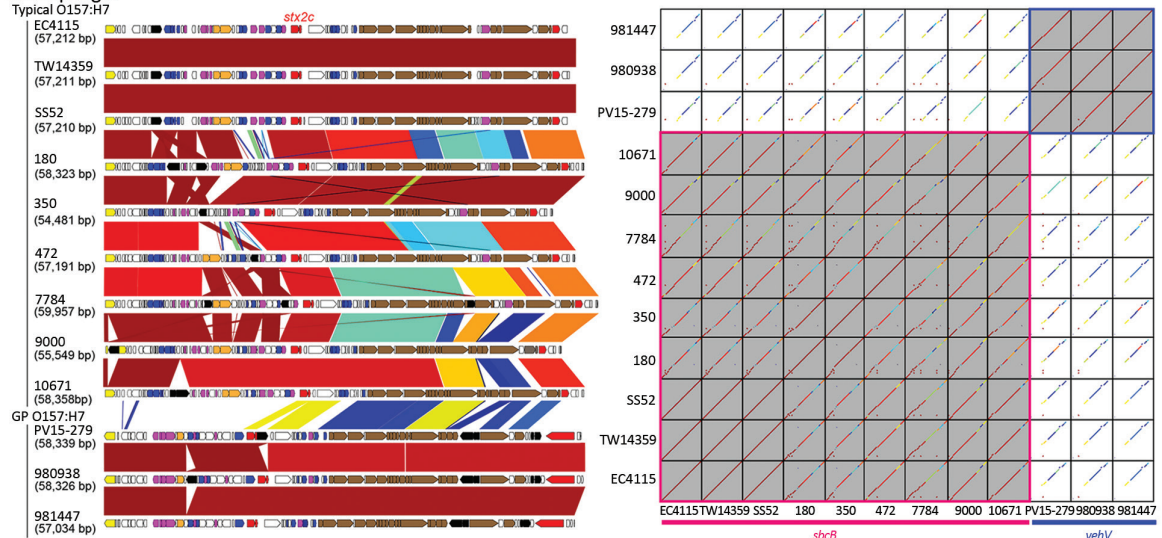 Typical O157:H7
stx2c
EC4115
(57,212 bp)
TW14359
(57,211 bp)
SS52
(57,210 bp)
180
(58,323 bp)
350
(54,481 bp)
472
(57,191 bp)
7784
(59,957 bp)
9000
(55,549 bp)
10671
(58,358bp)
GP O157:H7
PV15-279
(58,339 bp)
980938
(58,326 bp)
981447
(57,034 bp)
981447
980938
PV15-279
10671
9000
7784
472
350
180
SS52
TW14359
EC4115
EC4115 TW14359 SS52 180 350 472 7784 9000 10671 PV15-279 980938 981447
sbcB yehV